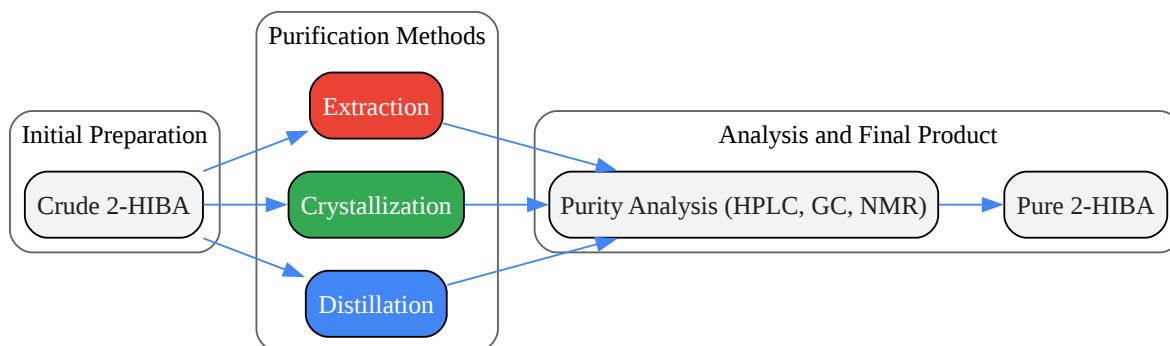 Purification Methods
Extraction
Initial Preparation
Analysis and Final Product
Crude 2-HIBA
Crystallization
Purity Analysis (HPLC, GC, NMR)
Pure 2-HIBA
Distillation